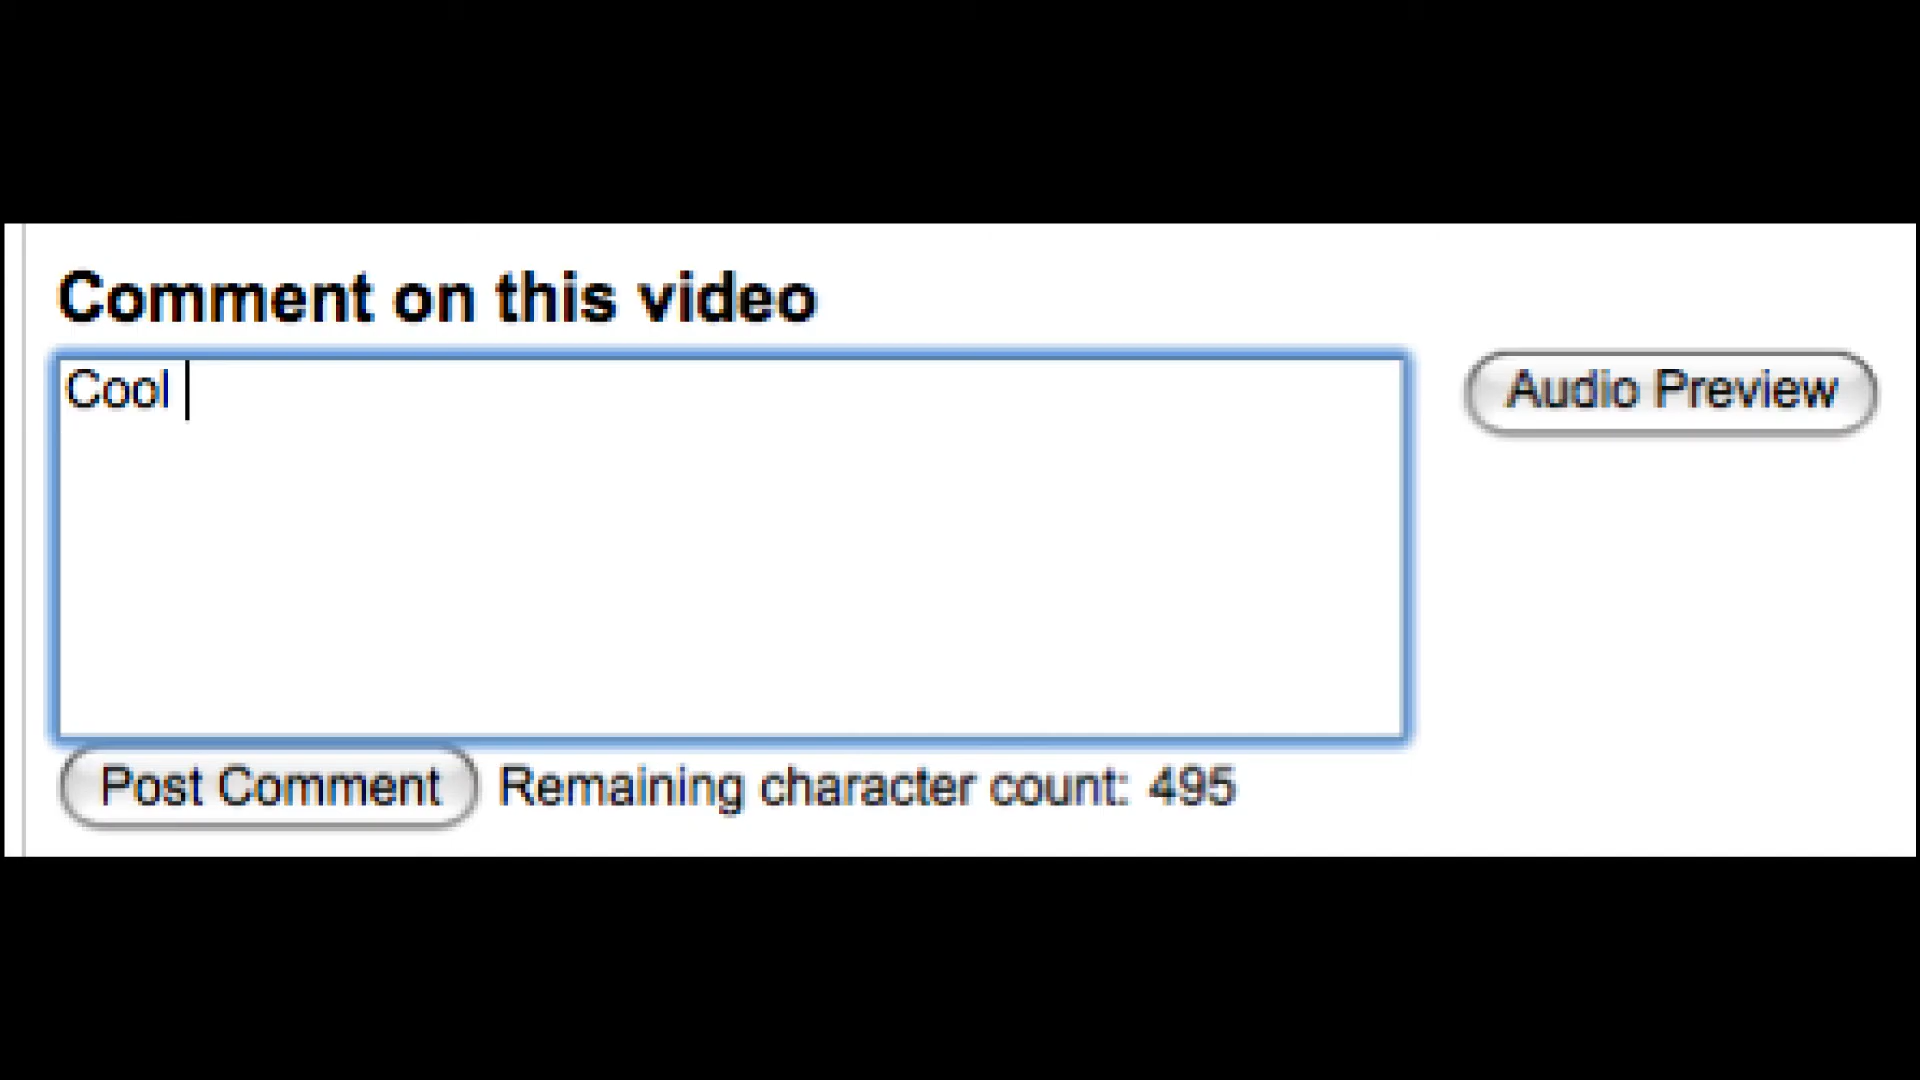 Comment on this video
Cool
Audio Preview
Post Comment Remaining character count: 495